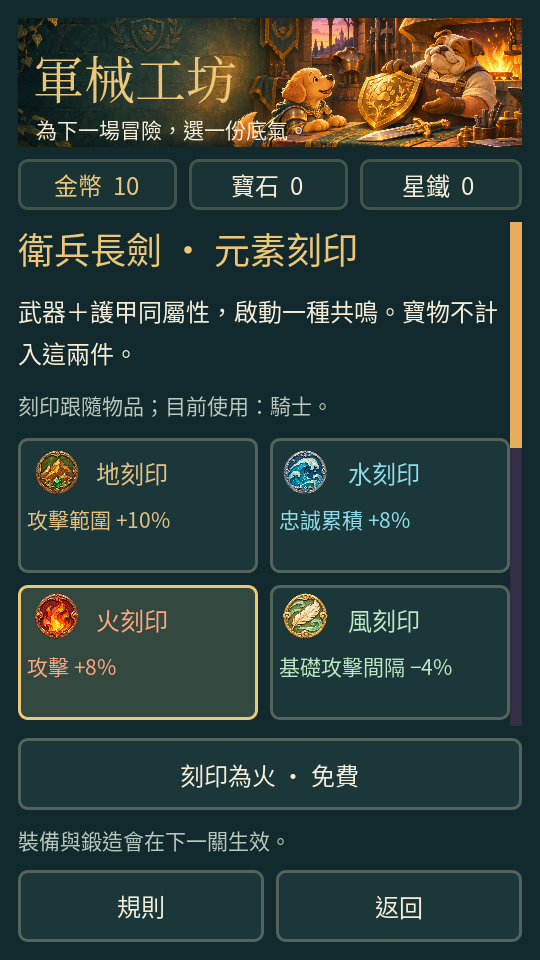 軍械工坊
為下一場冒險，選一份底氣。
金幣 10
寶石 0
星鐵 0
衛兵長劍 · 元素刻印
武器＋護甲同屬性，啟動一種共鳴。寶物不計
入這兩件。
刻印跟隨物品；目前使用：騎士。
地刻印
攻擊範圍 +10%
水刻印
忠誠累積 +8%
火刻印
攻擊 +8%
風刻印
基礎攻擊間隔 −4%
刻印為火 · 免費
裝備與鍛造會在下一關生效。
規則
返回